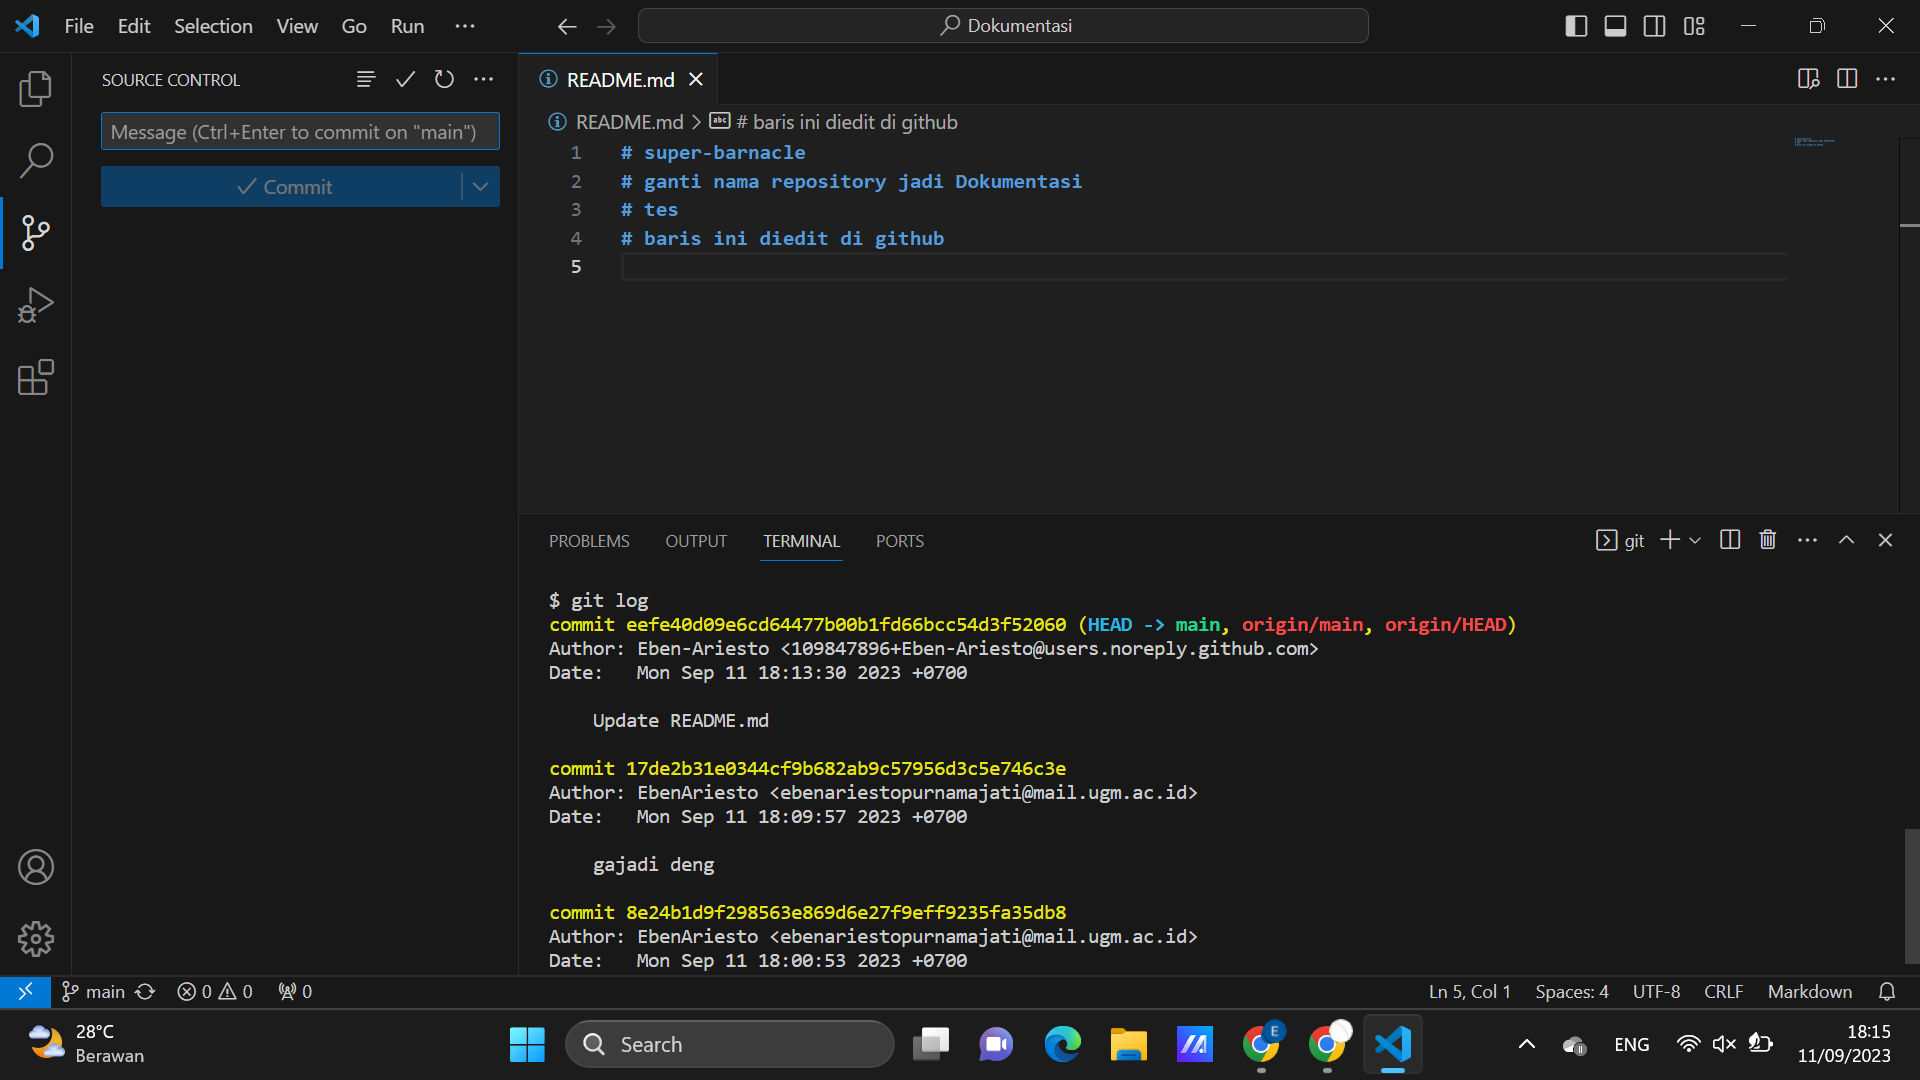 File Edit Selection View Go Run ··· Dokumentasi
SOURCE CONTROL
Message (Ctrl+Enter to commit on "main")
Commit
README.md
README.md > # baris ini diedit di github
1 # super-barnacle
2 # ganti nama repository jadi Dokumentasi
3 # tes
4 # baris ini diedit di github
5
PROBLEMS OUTPUT TERMINAL PORTS git
$ git log
commit eefe40d09e6cd64477b00b1fd66bcc54d3f52060 (HEAD -> main, origin/main, origin/HEAD)
Author: Eben-Ariesto <109847896+Eben-Ariesto@users.noreply.github.com>
Date:   Mon Sep 11 18:13:30 2023 +0700
Update README.md
commit 17de2b31e0344cf9b682ab9c57956d3c5e746c3e
Author: EbenAriesto <ebenariestopurnamajati@mail.ugm.ac.id>
Date:   Mon Sep 11 18:09:57 2023 +0700
gajadi deng
commit 8e24b1d9f298563e869d6e27f9eff9235fa35db8
Author: EbenAriesto <ebenariestopurnamajati@mail.ugm.ac.id>
Date:   Mon Sep 11 18:00:53 2023 +0700
main 0 0 0 Ln 5, Col 1 Spaces: 4 UTF-8 CRLF Markdown
28°C
Berawan
Search
E
ENG
18:15
11/09/2023